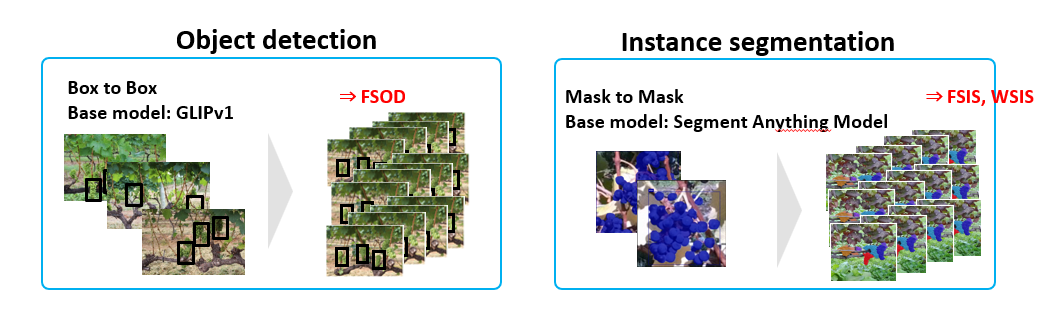 Object detection
Box to Box
Base model: GLIPv1
⇒ FSOD
Instance segmentation
Mask to Mask
Base model: Segment Anything Model
⇒ FSIS, WSIS